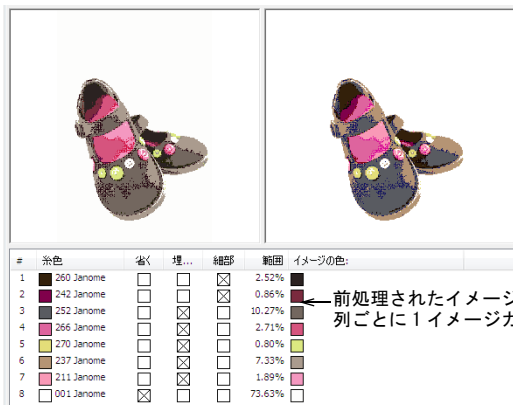 # 糸色 省く 埋... 細部 範囲 イメージの色:
1 260 Janome 2.52%
2 242 Janome 0.86%
3 252 Janome 10.27%
4 266 Janome 2.71%
5 270 Janome 0.80%
6 237 Janome 7.33%
7 211 Janome 1.89%
8 001 Janome 73.63%
前処理されたイメージ
列ごとに1イメージカ